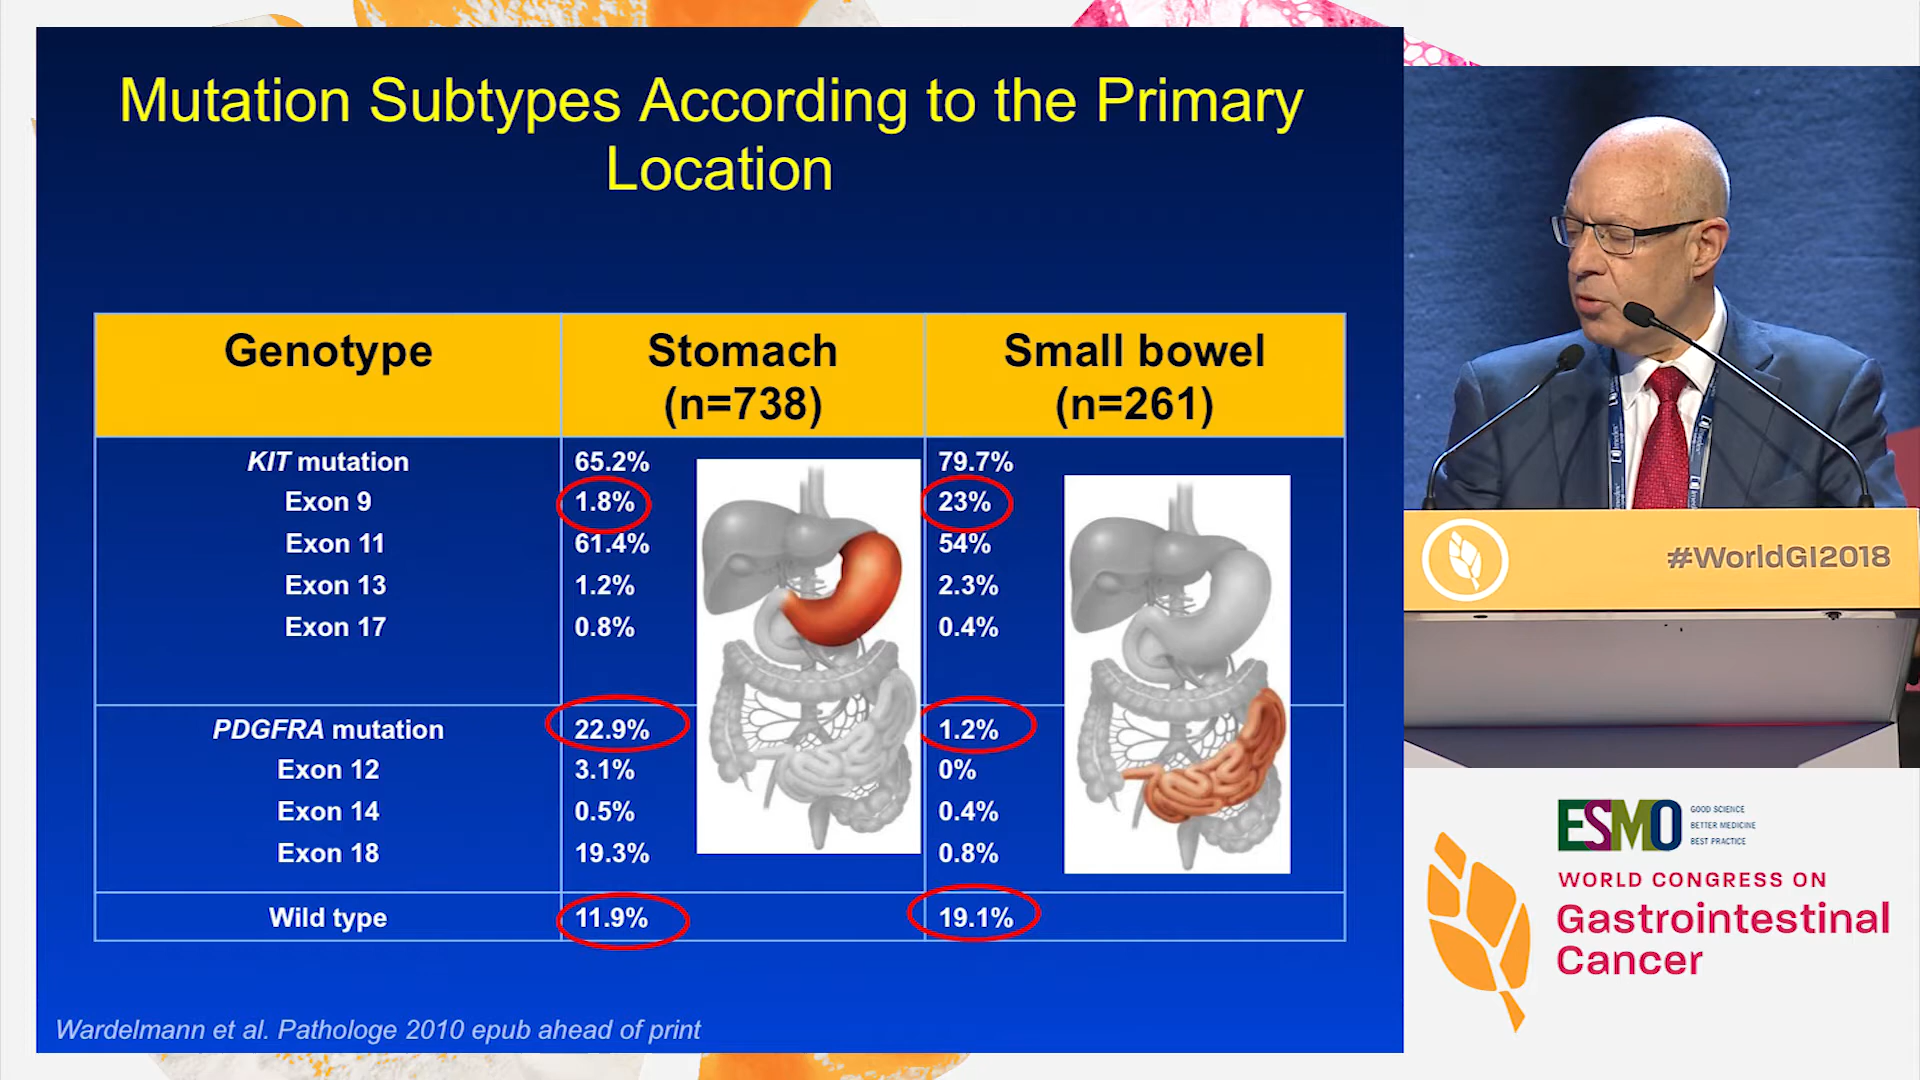 Mutation Subtypes According to the Primary
Location
Genotype
Stomach
(n=738)
Small bowel
(n=261)
KIT mutation 65.2% 79.7%
Exon 9 1.8% 23%
Exon 11 61.4% 54%
Exon 13 1.2% 2.3%
Exon 17 0.8% 0.4%
PDGFRA mutation 22.9% 1.2%
Exon 12 3.1% 0%
Exon 14 0.5% 0.4%
Exon 18 19.3% 0.8%
Wild type 11.9% 19.1%
Wardelmann et al. Pathologe 2010 epub ahead of print
#WorldGI2018
ESMO
GOOD SCIENCE
BETTER MEDICINE
BEST PRACTICE
WORLD CONGRESS ON
Gastrointestinal
Cancer